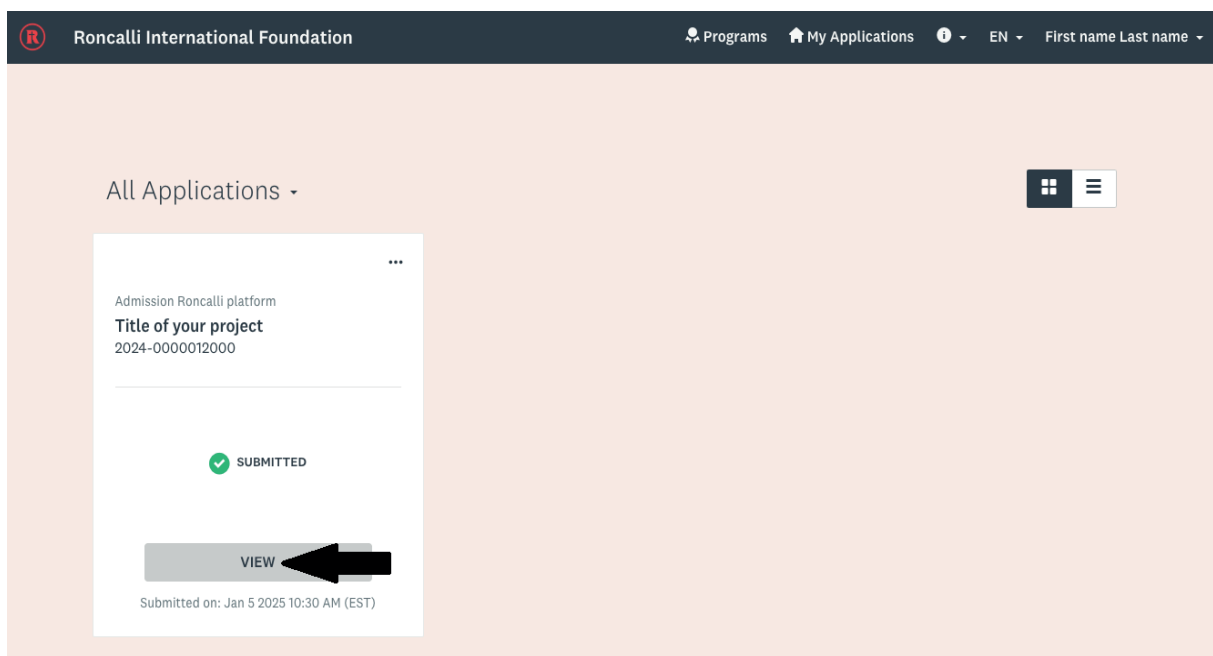 R Roncalli International Foundation Programs My Applications EN First name Last name
All Applications
Admission Roncalli platform
Title of your project
2024-0000012000
SUBMITTED
VIEW
Submitted on: Jan 5 2025 10:30 AM (EST)